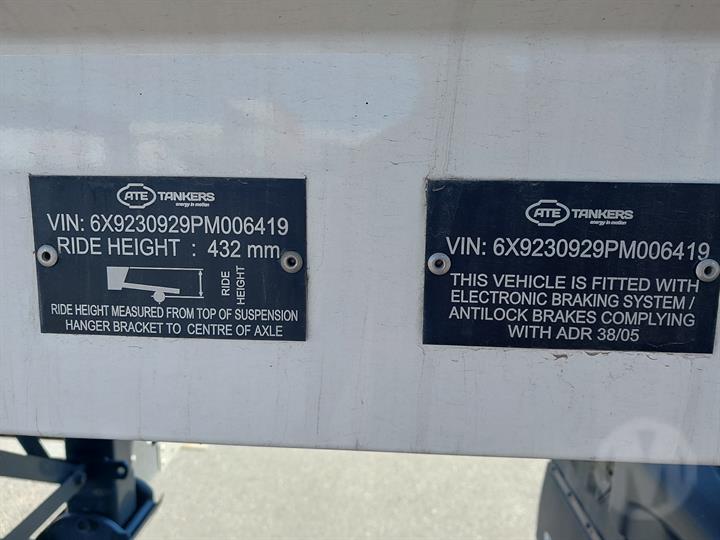 ATE TANKERS
energy in motion
VIN: 6X9230929PM006419
RIDE HEIGHT : 432 mm
RIDE HEIGHT
RIDE HEIGHT MEASURED FROM TOP OF SUSPENSION
HANGER BRACKET TO CENTRE OF AXLE
ATE TANKERS
energy in motion
VIN: 6X9230929PM006419
THIS VEHICLE IS FITTED WITH
ELECTRONIC BRAKING SYSTEM /
ANTILOCK BRAKES COMPLYING
WITH ADR 38/05
M